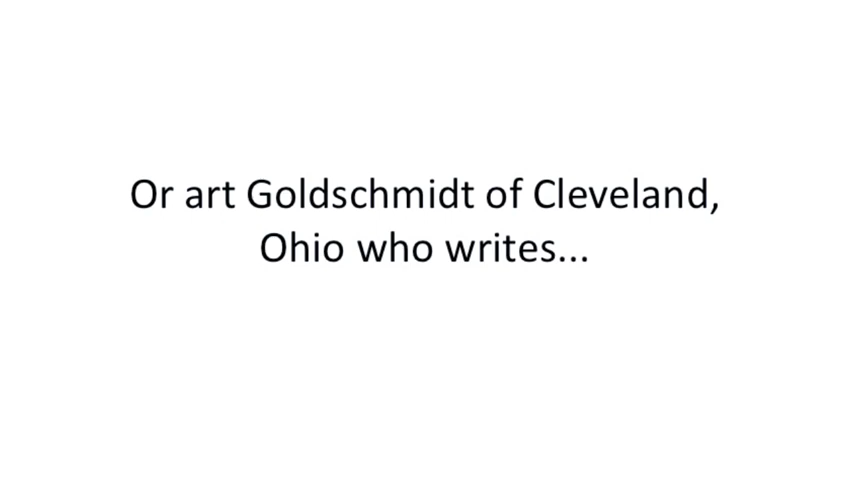 Or art Goldschmidt of Cleveland,
Ohio who writes...